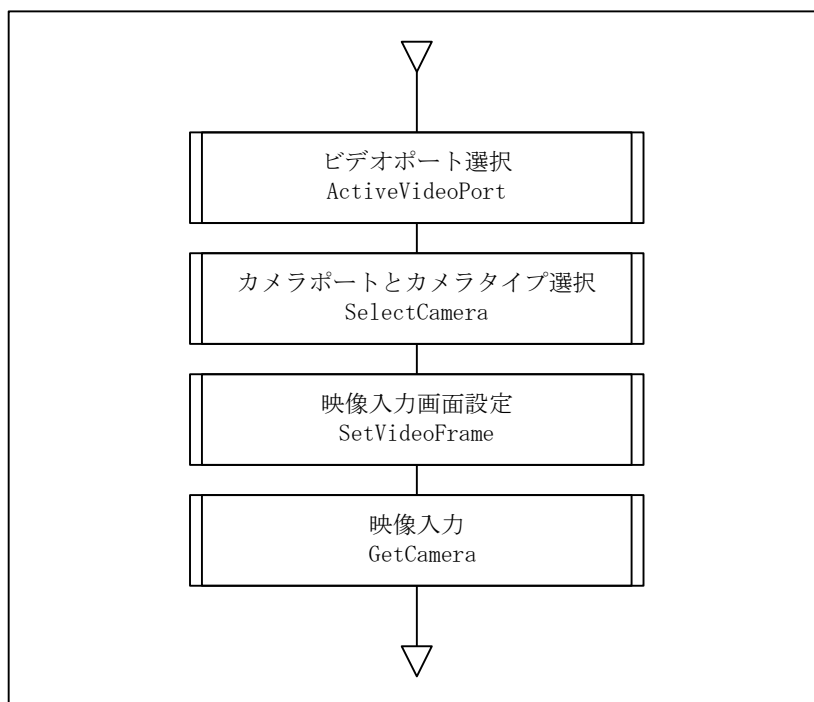 ビデオポート選択
ActiveVideoPort
カメラポートとカメラタイプ選択
SelectCamera
映像入力画面設定
SetVideoFrame
映像入力
GetCamera